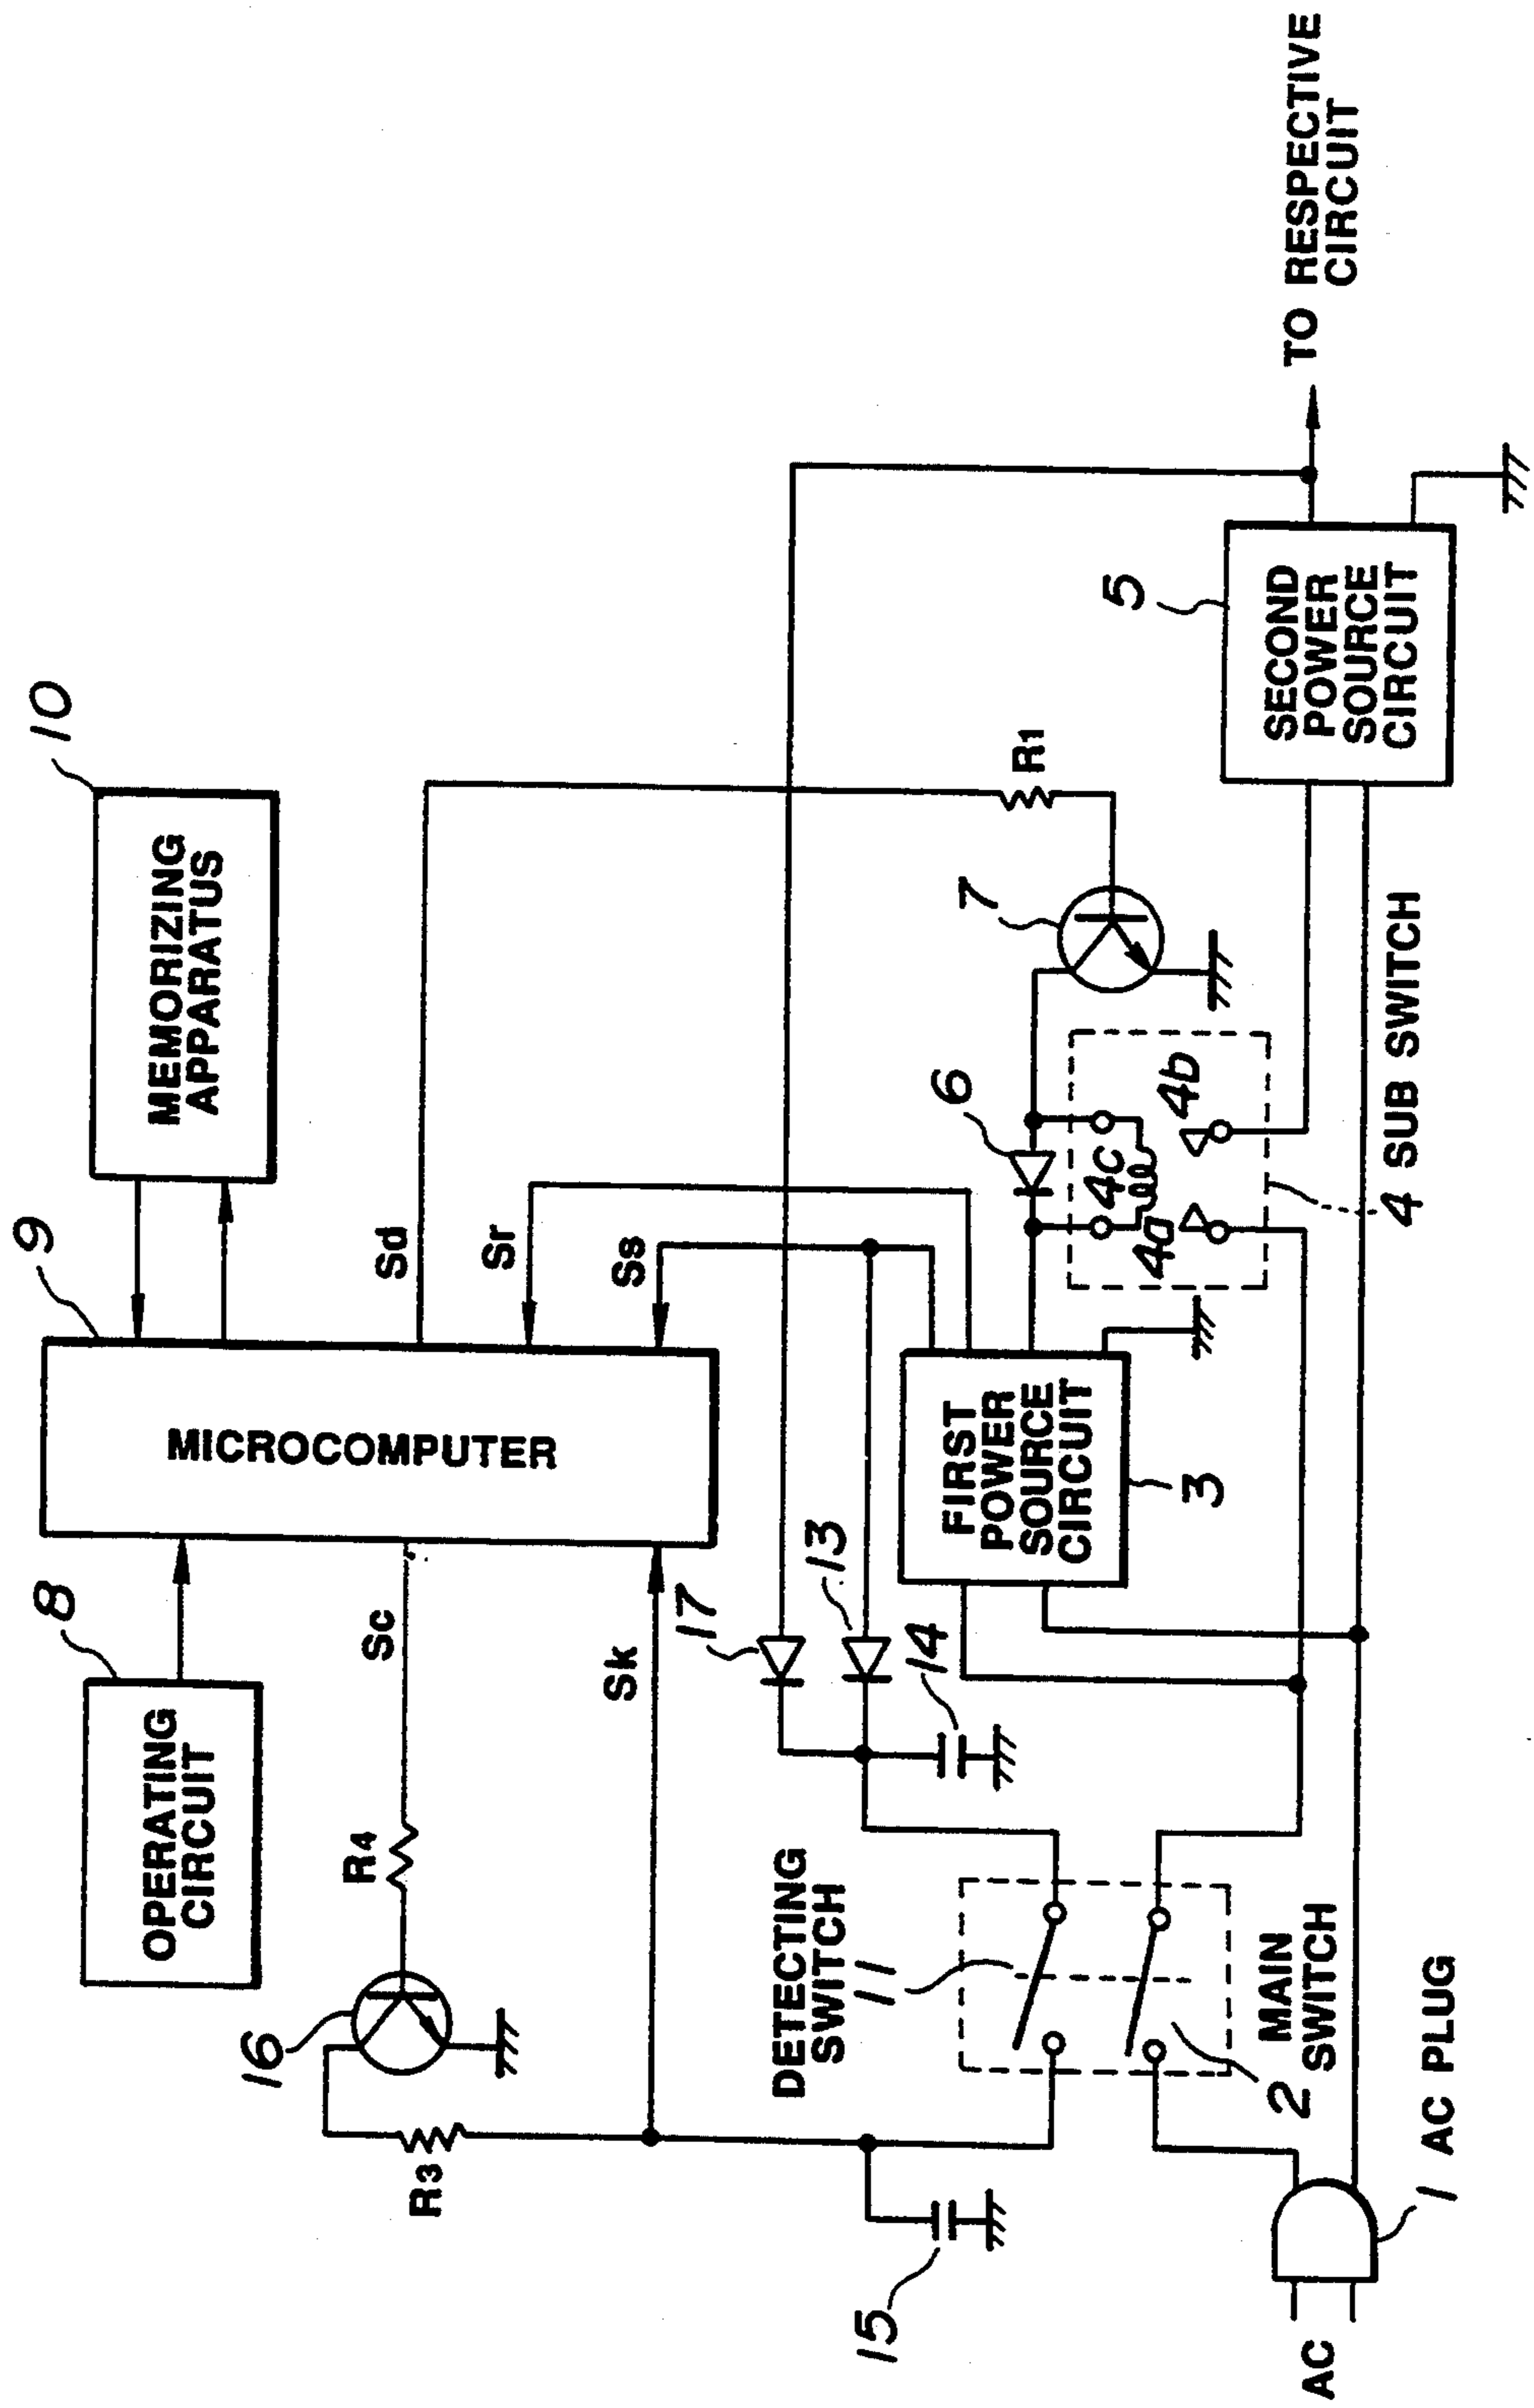 10
MEMORIZING
APPARATUS
9
MICROCOMPUTER
8
OPERATING
CIRCUIT
Sd
Sr
Ss
Sc
Sk
R4
16
R3
R1
7
6
4c
4a
4b
4 SUB SWITCH
5
SECOND
POWER
SOURCE
CIRCUIT
TO RESPECTIVE
CIRCUIT
17
13
14
FIRST
POWER
SOURCE
CIRCUIT
3
DETECTING
SWITCH
11
2 MAIN
SWITCH
15
1 AC PLUG
AC